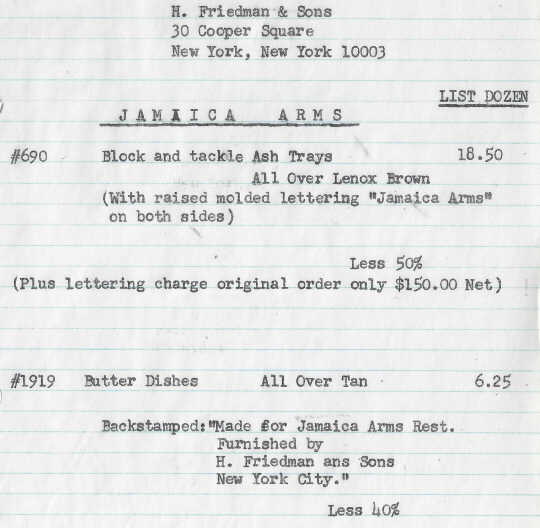 H. Friedman & Sons
30 Cooper Square
New York, New York 10003
LIST DOZEN
JAMAICA ARMS
#690 Block and tackle Ash Trays 18.50
All Over Lenox Brown
(With raised molded lettering "Jamaica Arms"
on both sides)
Less 50%
(Plus lettering charge original order only $150.00 Net)
#1919 Butter Dishes All Over Tan 6.25
Backstamped:"Made for Jamaica Arms Rest.
Furnished by
H. Friedman ans Sons
New York City."
Less 40%